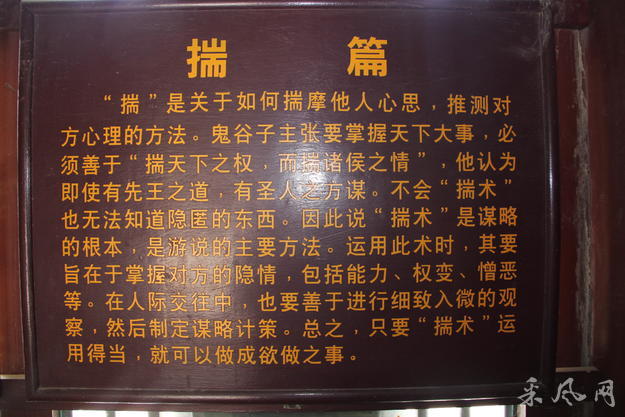 揣 篇
“揣”是关于如何揣摩他人心思，推测对
方心理的方法。鬼谷子主张要掌握天下大事，必
须善于“揣天下之权，而揣诸侯之情”，他认为
即使有先王之道，有圣人之方谋。不会“揣术”
也无法知道隐匿的东西。因此说“揣术”是谋略
的根本，是游说的主要方法。运用此术时，其要
旨在于掌握对方的隐情，包括能力、权变、憎恶
等。在人际交往中，也要善于进行细致入微的观
察，然后制定谋略计策。总之，只要“揣术”运
用得当，就可以做成欲做之事。
采风网